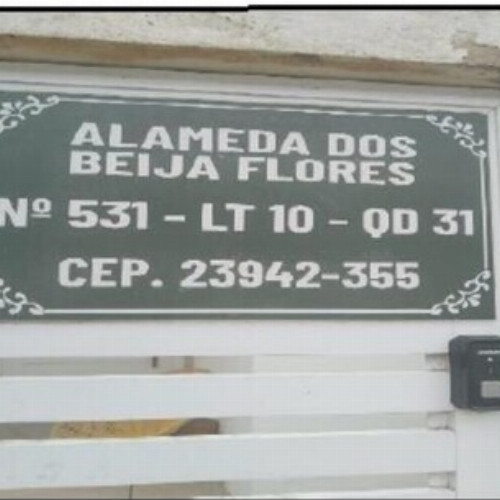 ALAMEDA DOS
BEIJA FLORES
Nº 531 - LT 10 - QD 31
CEP. 23942-355